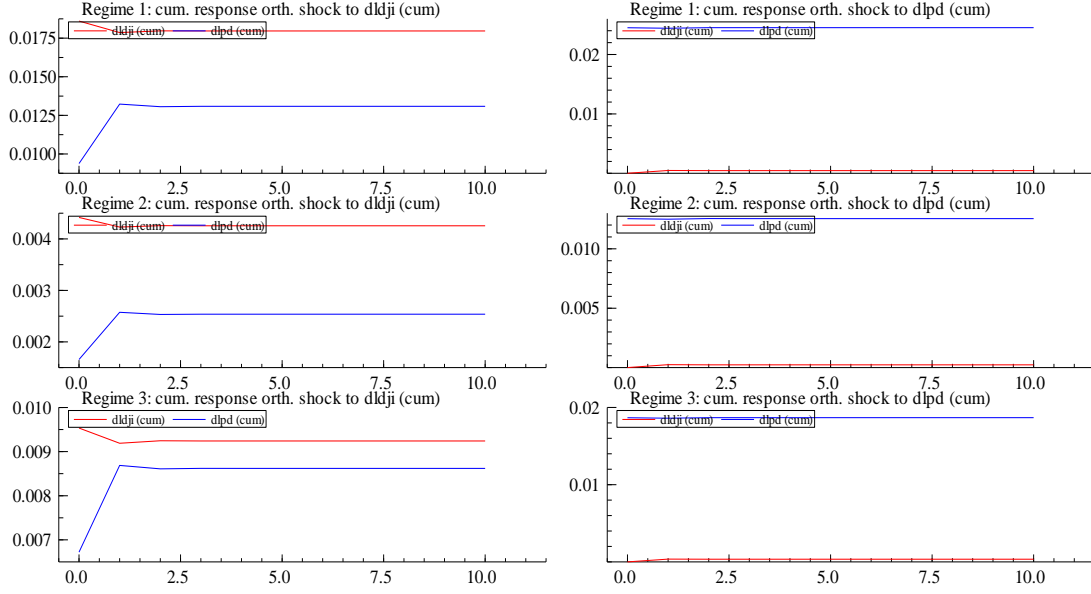 Regime 1: cum. response orth. shock to dldji (cum)
dldji (cum) dlpd (cum)
0.0175
0.0150
0.0125
0.0100
0.0 2.5 5.0 7.5 10.0
Regime 1: cum. response orth. shock to dlpd (cum)
dldji (cum) dlpd (cum)
0.02
0.01
0.0 2.5 5.0 7.5 10.0
Regime 2: cum. response orth. shock to dldji (cum)
dldji (cum) dlpd (cum)
0.004
0.003
0.002
0.0 2.5 5.0 7.5 10.0
Regime 2: cum. response orth. shock to dlpd (cum)
dldji (cum) dlpd (cum)
0.010
0.005
0.0 2.5 5.0 7.5 10.0
Regime 3: cum. response orth. shock to dldji (cum)
dldji (cum) dlpd (cum)
0.010
0.009
0.008
0.007
0.0 2.5 5.0 7.5 10.0
Regime 3: cum. response orth. shock to dlpd (cum)
dldji (cum) dlpd (cum)
0.02
0.01
0.0 2.5 5.0 7.5 10.0